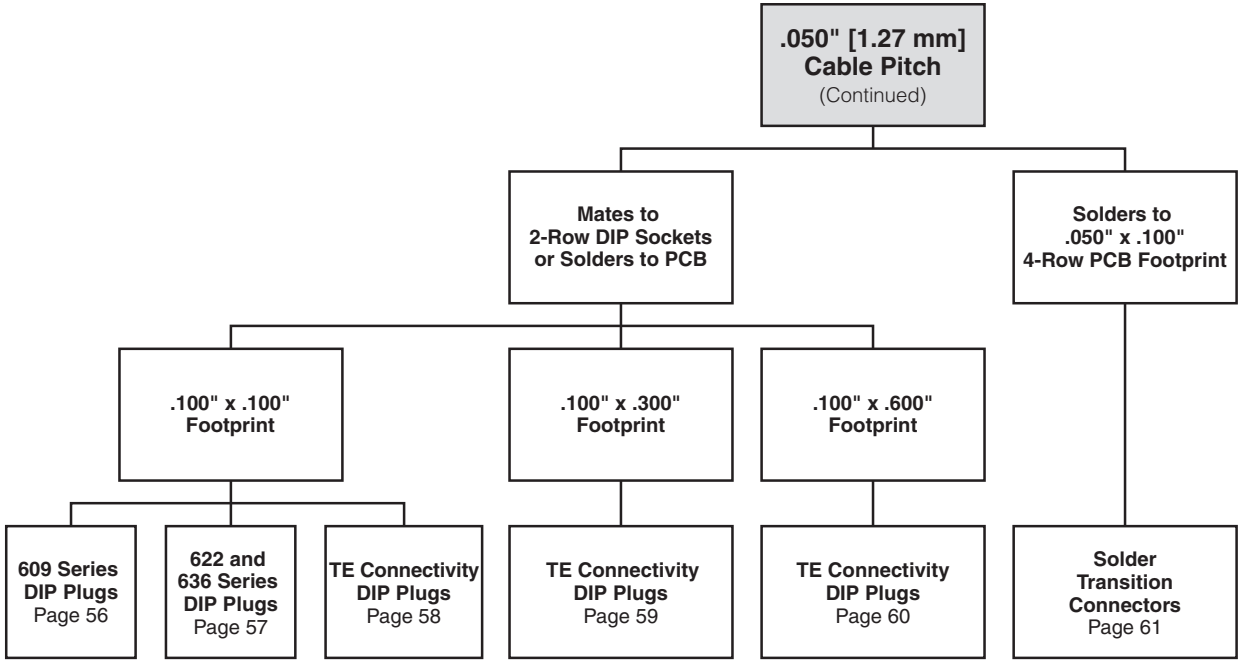 .050" [1.27 mm]
Cable Pitch
(Continued)
Mates to
2-Row DIP Sockets
or Solders to PCB
Solders to
.050" x .100"
4-Row PCB Footprint
.100" x .100"
Footprint
.100" x .300"
Footprint
.100" x .600"
Footprint
609 Series
DIP Plugs
Page 56
622 and
636 Series
DIP Plugs
Page 57
TE Connectivity
DIP Plugs
Page 58
TE Connectivity
DIP Plugs
Page 59
TE Connectivity
DIP Plugs
Page 60
Solder
Transition
Connectors
Page 61